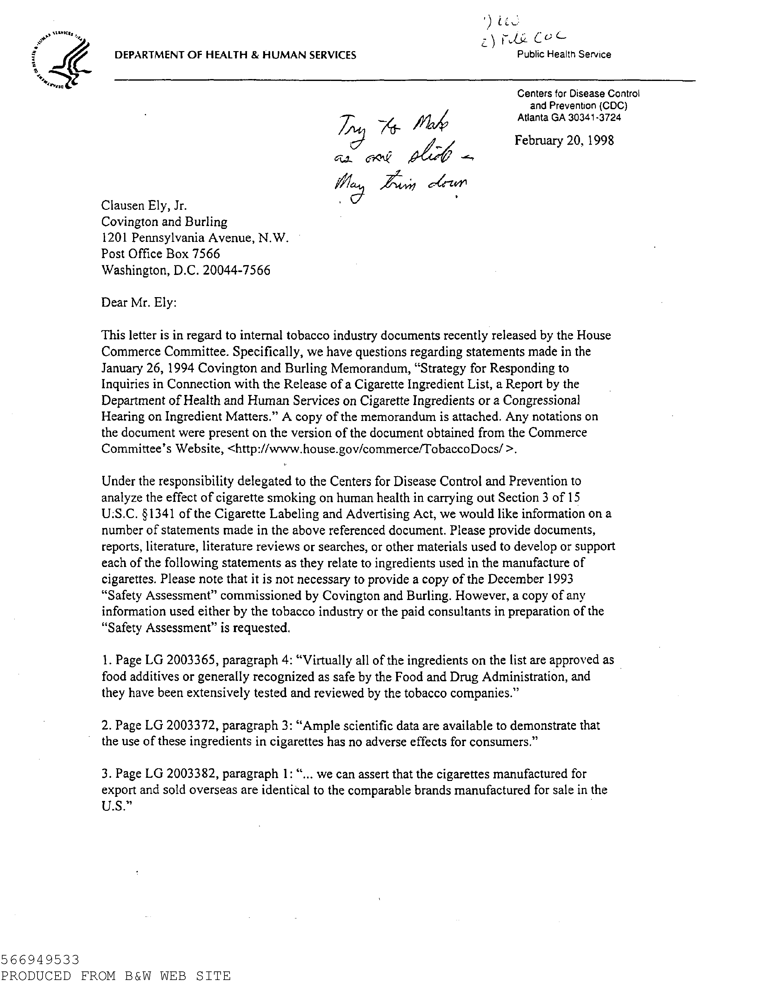 2) File CDC
DEPARTMENT OF HEALTH & HUMAN SERVICES
Public Health Service
Centers for Disease Control
and Prevention (CDC)
Atlanta GA 30341-3724
February 20, 1998
Try to Make
as one slide -
May trim down
Clausen Ely, Jr.
Covington and Burling
1201 Pennsylvania Avenue, N.W.
Post Office Box 7566
Washington, D.C. 20044-7566
Dear Mr. Ely:
This letter is in regard to internal tobacco industry documents recently released by the House
Commerce Committee. Specifically, we have questions regarding statements made in the
January 26, 1994 Covington and Burling Memorandum, “Strategy for Responding to
Inquiries in Connection with the Release of a Cigarette Ingredient List, a Report by the
Department of Health and Human Services on Cigarette Ingredients or a Congressional
Hearing on Ingredient Matters.” A copy of the memorandum is attached. Any notations on
the document were present on the version of the document obtained from the Commerce
Committee's Website, <http://www.house.gov/commerce/TobaccoDocs/ >.
Under the responsibility delegated to the Centers for Disease Control and Prevention to
analyze the effect of cigarette smoking on human health in carrying out Section 3 of 15
U.S.C. §1341 of the Cigarette Labeling and Advertising Act, we would like information on a
number of statements made in the above referenced document. Please provide documents,
reports, literature, literature reviews or searches, or other materials used to develop or support
each of the following statements as they relate to ingredients used in the manufacture of
cigarettes. Please note that it is not necessary to provide a copy of the December 1993
“Safety Assessment” commissioned by Covington and Burling. However, a copy of any
information used either by the tobacco industry or the paid consultants in preparation of the
“Safety Assessment” is requested.
1. Page LG 2003365, paragraph 4: “Virtually all of the ingredients on the list are approved as
food additives or generally recognized as safe by the Food and Drug Administration, and
they have been extensively tested and reviewed by the tobacco companies.”
2. Page LG 2003372, paragraph 3: “Ample scientific data are available to demonstrate that
the use of these ingredients in cigarettes has no adverse effects for consumers.”
3. Page LG 2003382, paragraph 1: “... we can assert that the cigarettes manufactured for
export and sold overseas are identical to the comparable brands manufactured for sale in the
U.S.”
566949533
PRODUCED FROM B&W WEB SITE